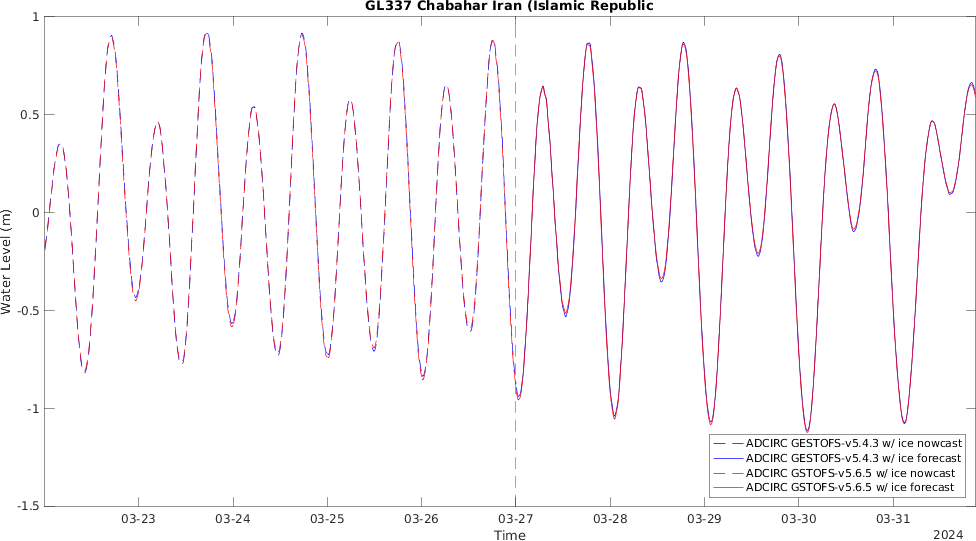 GL337 Chabahar Iran (Islamic Republic
1
0.5
0
-0.5
-1
-1.5
Water Level (m)
ADCIRC GESTOFS-v5.4.3 w/ ice nowcast
ADCIRC GESTOFS-v5.4.3 w/ ice forecast
ADCIRC GSTOFS-v5.6.5 w/ ice nowcast
ADCIRC GSTOFS-v5.6.5 w/ ice forecast
03-23 03-24 03-25 03-26 03-27 03-28 03-29 03-30 03-31
Time
2024